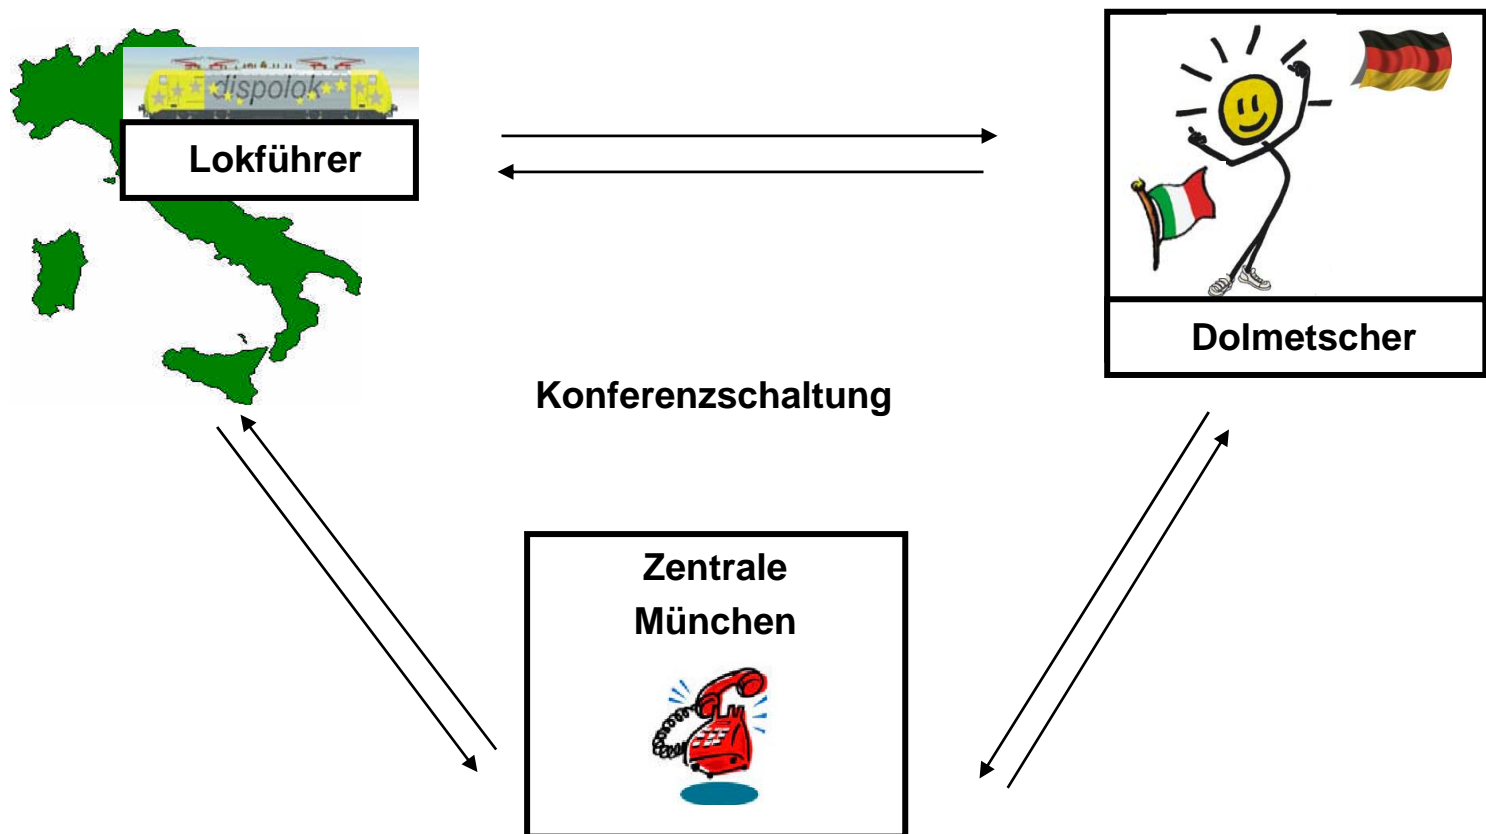 dispolok
Lokführer
Dolmetscher
Konferenzschaltung
Zentrale
München